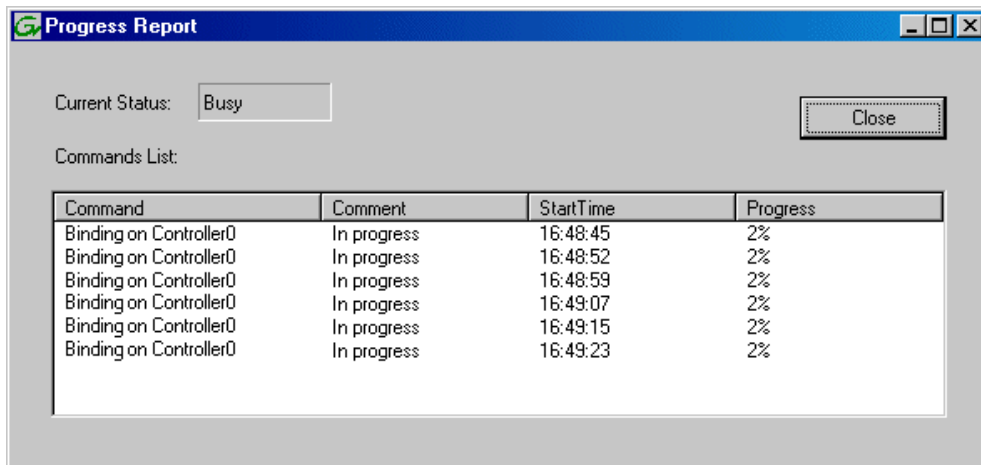 Progress Report
Current Status: Busy
Close
Commands List:
Command Comment StartTime Progress
Binding on Controller0 In progress 16:48:45 2%
Binding on Controller0 In progress 16:48:52 2%
Binding on Controller0 In progress 16:48:59 2%
Binding on Controller0 In progress 16:49:07 2%
Binding on Controller0 In progress 16:49:15 2%
Binding on Controller0 In progress 16:49:23 2%